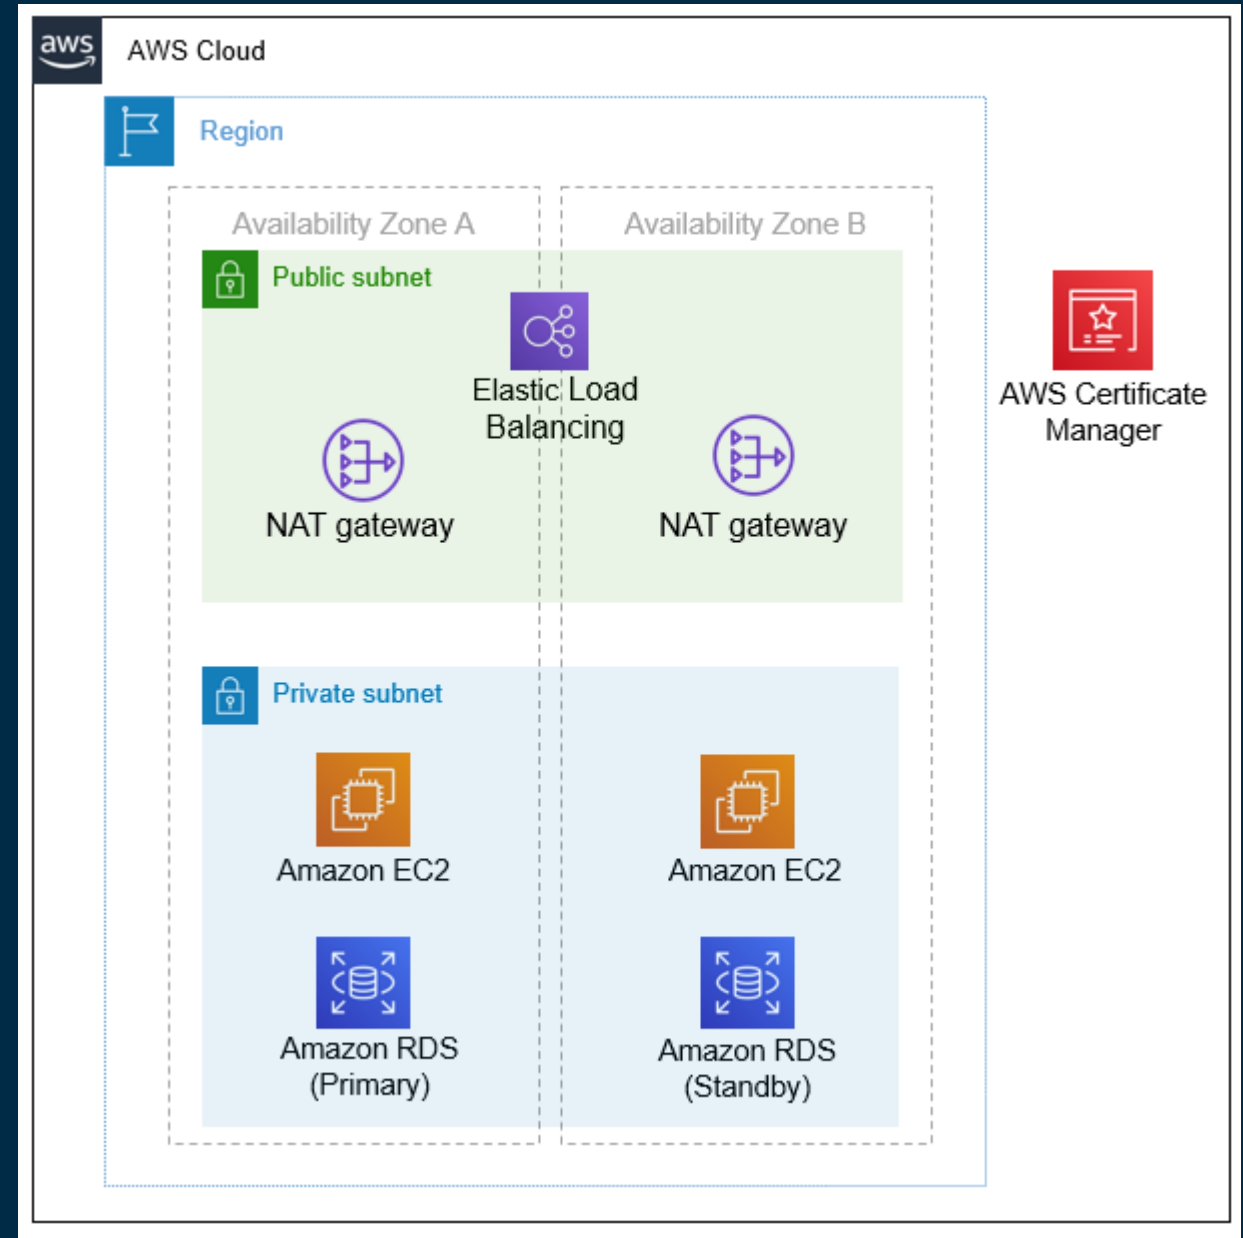 aws
AWS Cloud
Region
Availability Zone A
Availability Zone B
Public subnet
Elastic Load
Balancing
NAT gateway
NAT gateway
AWS Certificate
Manager
Private subnet
Amazon EC2
Amazon EC2
Amazon RDS
(Primary)
Amazon RDS
(Standby)